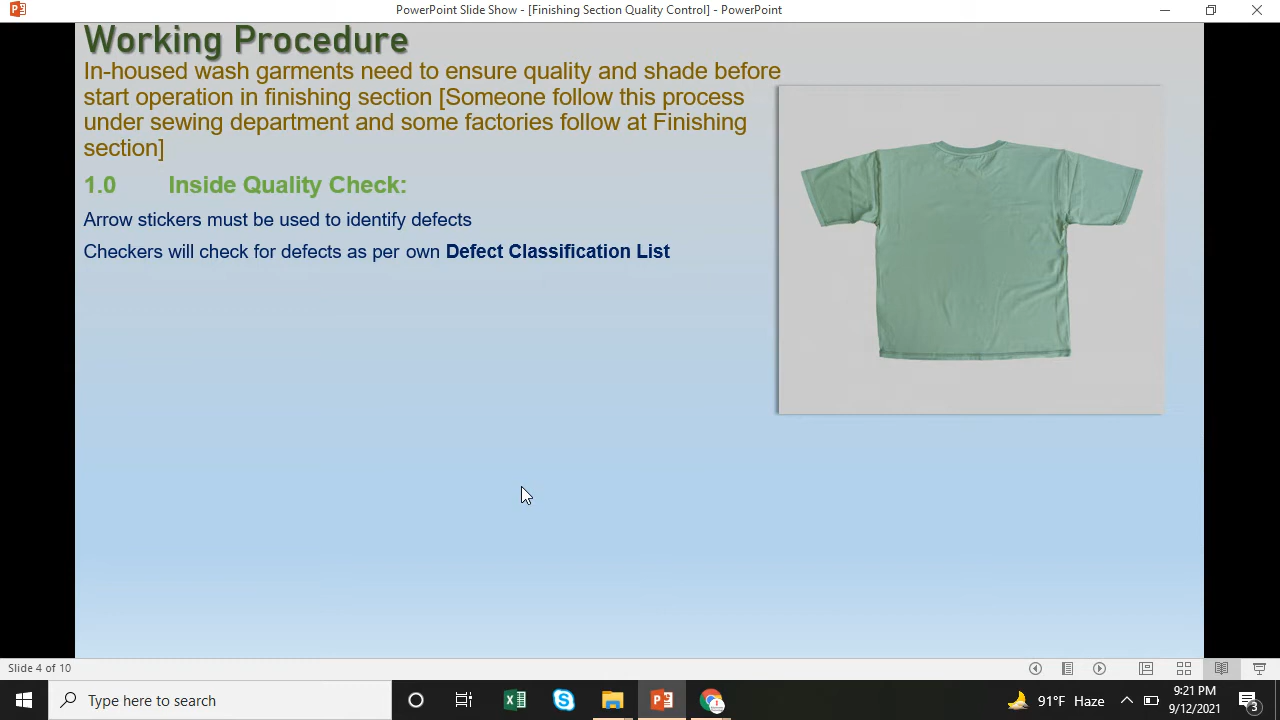 PowerPoint Slide Show - [Finishing Section Quality Control] - PowerPoint
Working Procedure
In-housed wash garments need to ensure quality and shade before
start operation in finishing section [Someone follow this process
under sewing department and some factories follow at Finishing
section]
1.0 Inside Quality Check:
Arrow stickers must be used to identify defects
Checkers will check for defects as per own Defect Classification List
Slide 4 of 10
Type here to search
91°F Haze
9:21 PM
9/12/2021
3